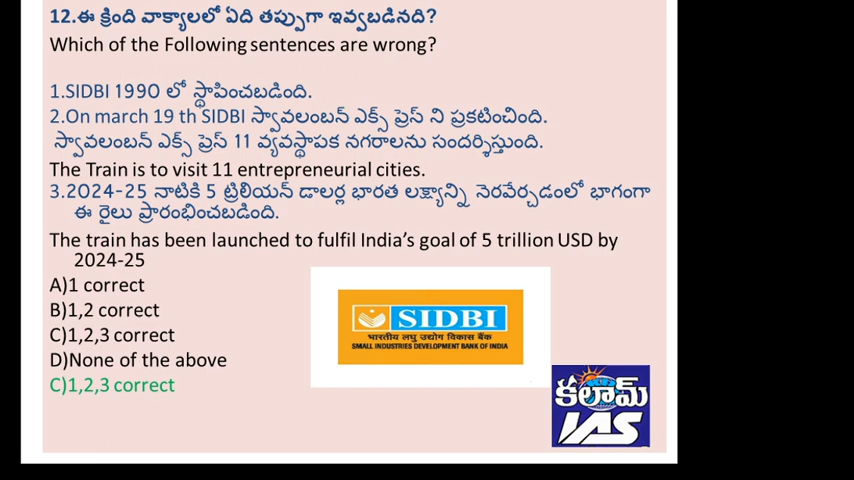 12.ఈ క్రింది వాక్యాలలో ఏది తప్పుగా ఇవ్వబడినది?
Which of the Following sentences are wrong?
1.SIDBI 1990 లో స్థాపించబడింది.
2.On march 19 th SIDBI స్వావలంబన్ ఎక్స్ ప్రెస్ ని ప్రకటించింది.
స్వావలంబన్ ఎక్స్ ప్రెస్ 11 వ్యవస్థాపక నగరాలను సందర్శిస్తుంది.
The Train is to visit 11 entrepreneurial cities.
3.2024-25 నాటికి 5 ట్రిలియన్ డాలర్ల భారత లక్ష్యాన్ని నెరవేర్చడంలో భాగంగా
ఈ రైలు ప్రారంభించబడింది.
The train has been launched to fulfil India's goal of 5 trillion USD by
2024-25
A)1 correct
B)1,2 correct
C)1,2,3 correct
D)None of the above
C)1,2,3 correct
SIDBI
भारतीय लघु उद्योग विकास बैंक
SMALL INDUSTRIES DEVELOPMENT BANK OF INDIA
కలామ్
IAS